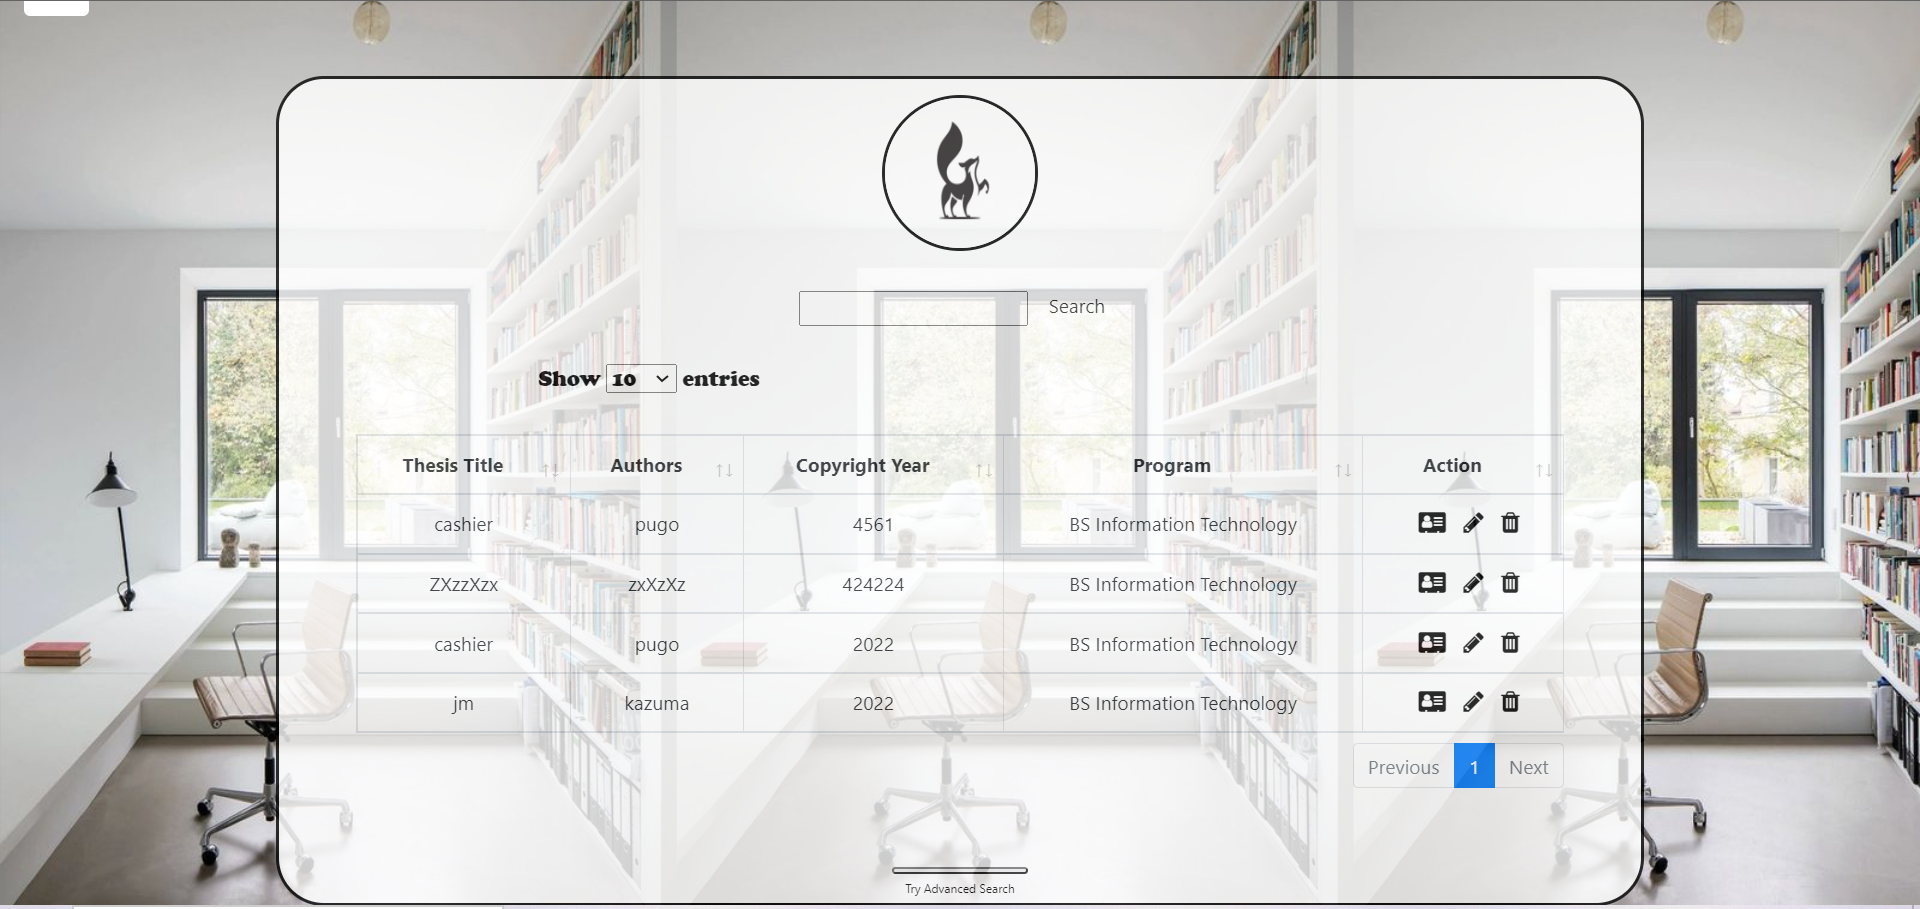 Search
Show 10 entries
Thesis Title Authors Copyright Year Program Action
cashier pugo 4561 BS Information Technology
ZXzzXzx zxXzXz 424224 BS Information Technology
cashier pugo 2022 BS Information Technology
jm kazuma 2022 BS Information Technology
Previous 1 Next
Try Advanced Search